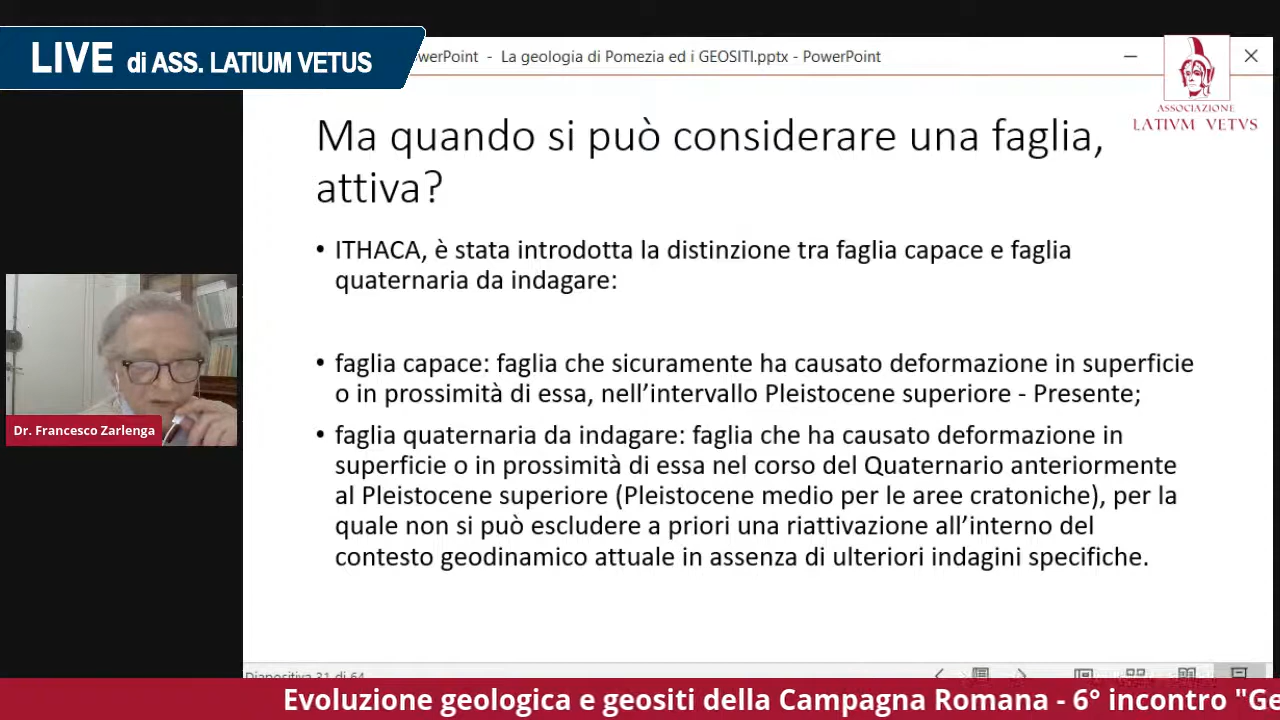 LIVE di ASS. LATIUM VETUS
PowerPoint - La geologia di Pomezia ed i GEOSITI.pptx - PowerPoint
ASSOCIAZIONE
LATIVM VETVS
Ma quando si può considerare una faglia,
attiva?
• ITHACA, è stata introdotta la distinzione tra faglia capace e faglia
quaternaria da indagare:
• faglia capace: faglia che sicuramente ha causato deformazione in superficie
o in prossimità di essa, nell'intervallo Pleistocene superiore - Presente;
• faglia quaternaria da indagare: faglia che ha causato deformazione in
superficie o in prossimità di essa nel corso del Quaternario anteriormente
al Pleistocene superiore (Pleistocene medio per le aree cratoniche), per la
quale non si può escludere a priori una riattivazione all'interno del
contesto geodinamico attuale in assenza di ulteriori indagini specifiche.
Dr. Francesco Zarlenga
Diapositiva 31 di 64
Evoluzione geologica e geositi della Campagna Romana - 6° incontro "Ge